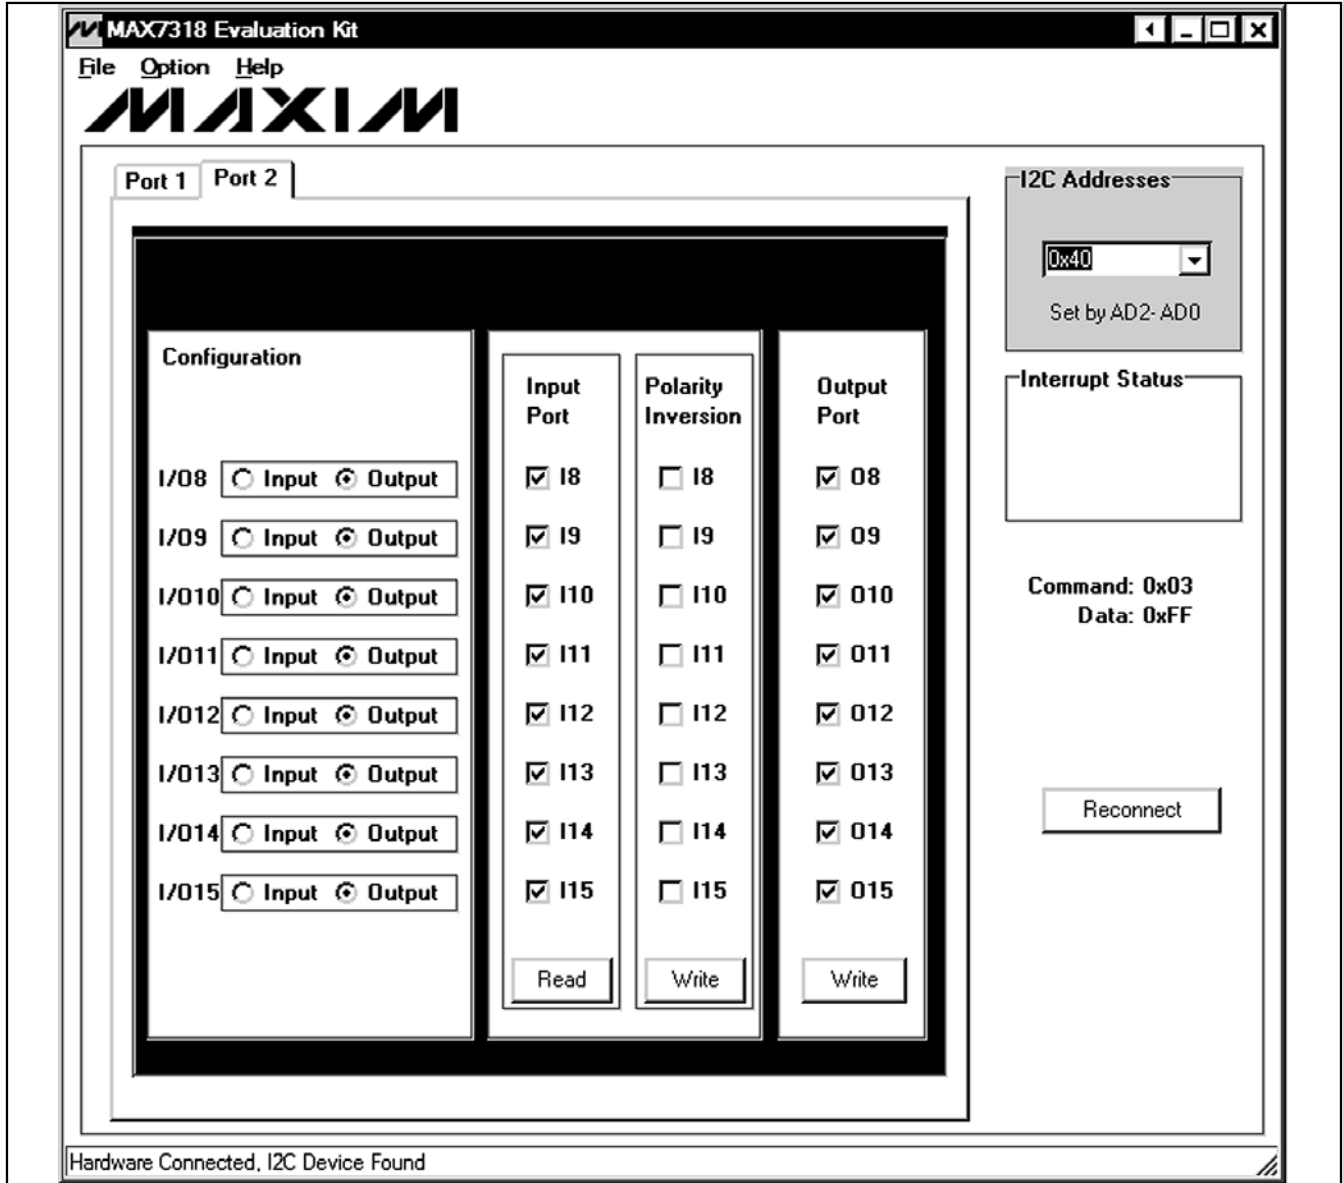 MAX7318 Evaluation Kit
File Option Help
MAXIM
Port 1 Port 2
Configuration
I/O8 Input Output
I/O9 Input Output
I/O10 Input Output
I/O11 Input Output
I/O12 Input Output
I/O13 Input Output
I/O14 Input Output
I/O15 Input Output
Input
Port
I8
I9
I10
I11
I12
I13
I14
I15
Read
Polarity
Inversion
I8
I9
I10
I11
I12
I13
I14
I15
Write
Output
Port
O8
O9
O10
O11
O12
O13
O14
O15
Write
I2C Addresses
0x40
Set by AD2- AD0
Interrupt Status
Command: 0x03
Data: 0xFF
Reconnect
Hardware Connected, I2C Device Found